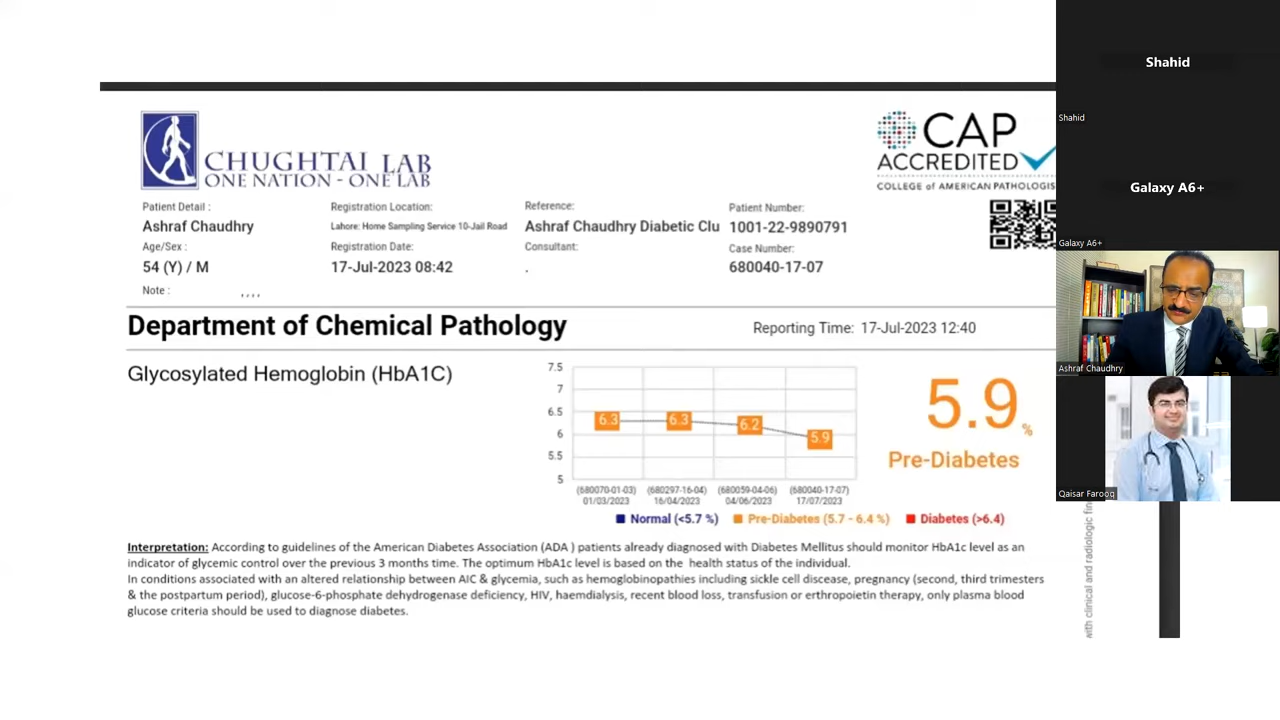 CHUGHTAI LAB
ONE NATION - ONE LAB
CAP
ACCREDITED
COLLEGE of AMERICAN PATHOLOGIS
Patient Detail :
Ashraf Chaudhry
Age/Sex :
54 (Y) / M
Note :
, , , ,
Registration Location:
Lahore: Home Sampling Service 10-Jail Road
Registration Date:
17-Jul-2023 08:42
Reference:
Ashraf Chaudhry Diabetic Clu
Consultant:
.
Patient Number:
1001-22-9890791
Case Number:
680040-17-07
Department of Chemical Pathology
Reporting Time: 17-Jul-2023 12:40
Glycosylated Hemoglobin (HbA1C)
7.5
7
6.5
6
5.5
5
6.3
6.3
6.2
5.9
(680070-01-03)
01/03/2023
(680297-16-04)
16/04/2023
(680059-04-06)
04/06/2023
(680040-17-07)
17/07/2023
Normal (<5.7 %)
Pre-Diabetes (5.7 - 6.4 %)
Diabetes (>6.4)
5.9 %
Pre-Diabetes
Interpretation: According to guidelines of the American Diabetes Association (ADA ) patients already diagnosed with Diabetes Mellitus should monitor HbA1c level as an
indicator of glycemic control over the previous 3 months time. The optimum HbA1c level is based on the health status of the individual.
In conditions associated with an altered relationship between AIC & glycemia, such as hemoglobinopathies including sickle cell disease, pregnancy (second, third trimesters
& the postpartum period), glucose-6-phosphate dehydrogenase deficiency, HIV, haemdialysis, recent blood loss, transfusion or erthropoietin therapy, only plasma blood
glucose criteria should be used to diagnose diabetes.
with clinical and radiologic fin
Shahid
Shahid
Galaxy A6+
Galaxy A6+
Ashraf Chaudhry
Qaisar Farooq